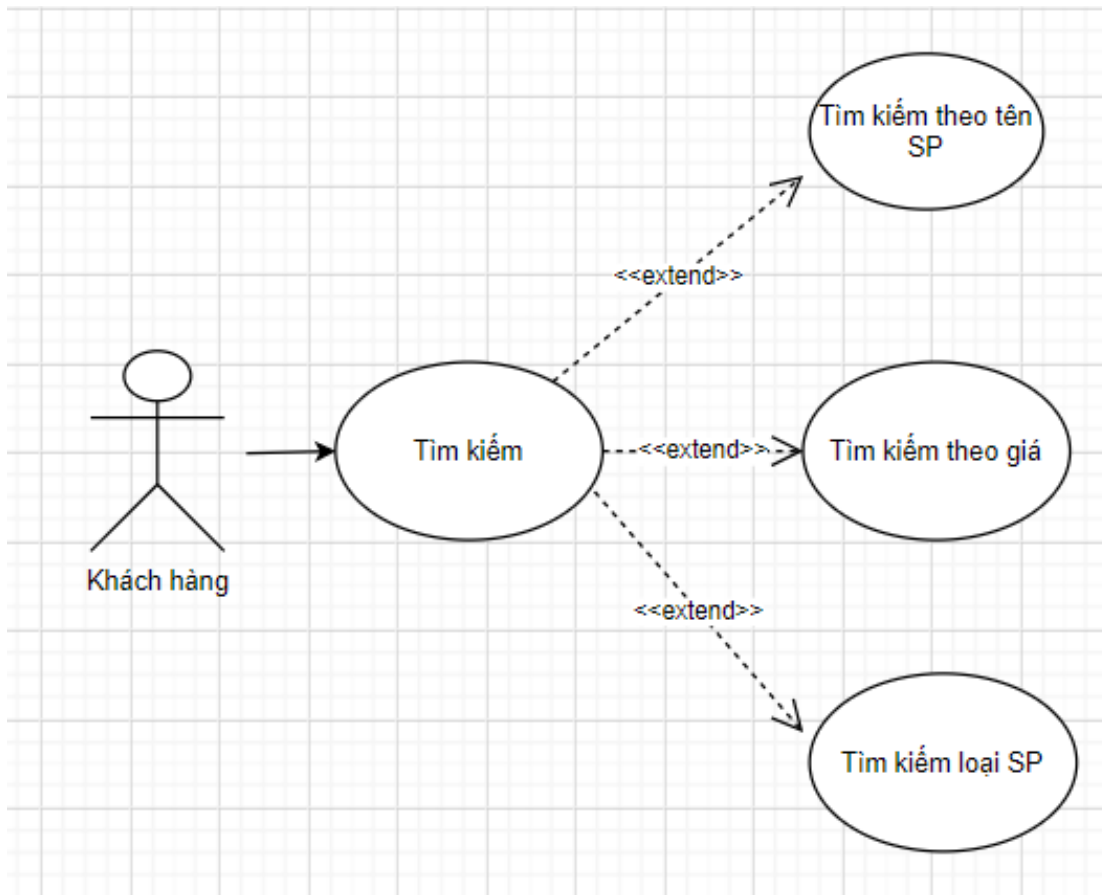 Tìm kiếm theo tên
SP
<<extend>>
Tìm kiếm
<<extend>>
Tìm kiếm theo giá
Khách hàng
<<extend>>
Tìm kiếm loại SP